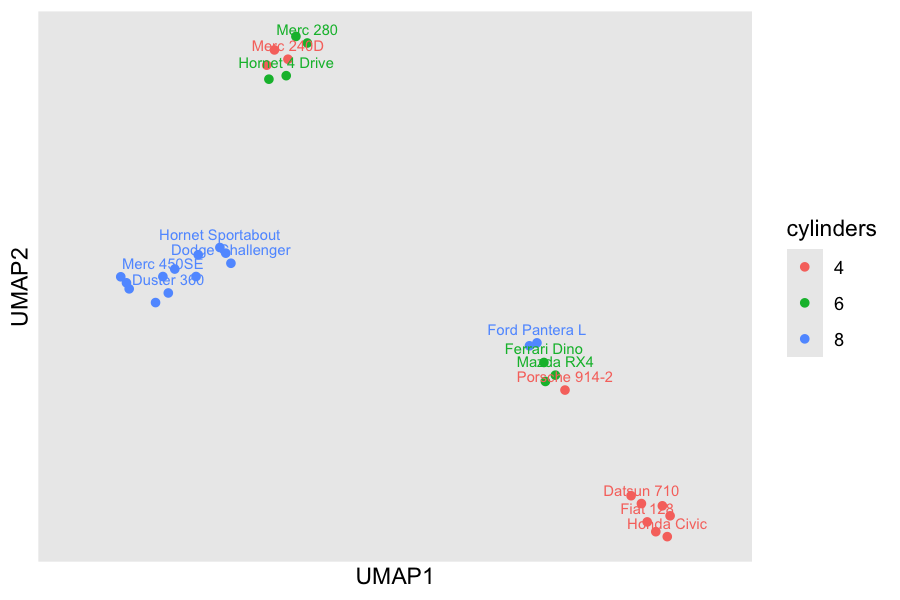 Merc 280
Merc 240D
Hornet 4 Drive
Hornet Sportabout
Dodge Challenger
Merc 450SE
Duster 360
Ford Pantera L
Ferrari Dino
Mazda RX4
Porsche 914-2
Datsun 710
Fiat 128
Honda Civic
UMAP1
UMAP2
cylinders
4
6
8